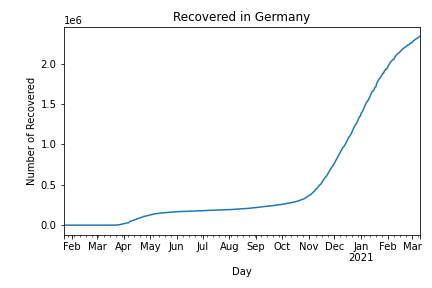 Recovered in Germany
1e6
2.0
1.5
1.0
0.5
0.0
Number of Recovered
Feb Mar Apr May Jun Jul Aug Sep Oct Nov Dec Jan Feb Mar
2021
Day